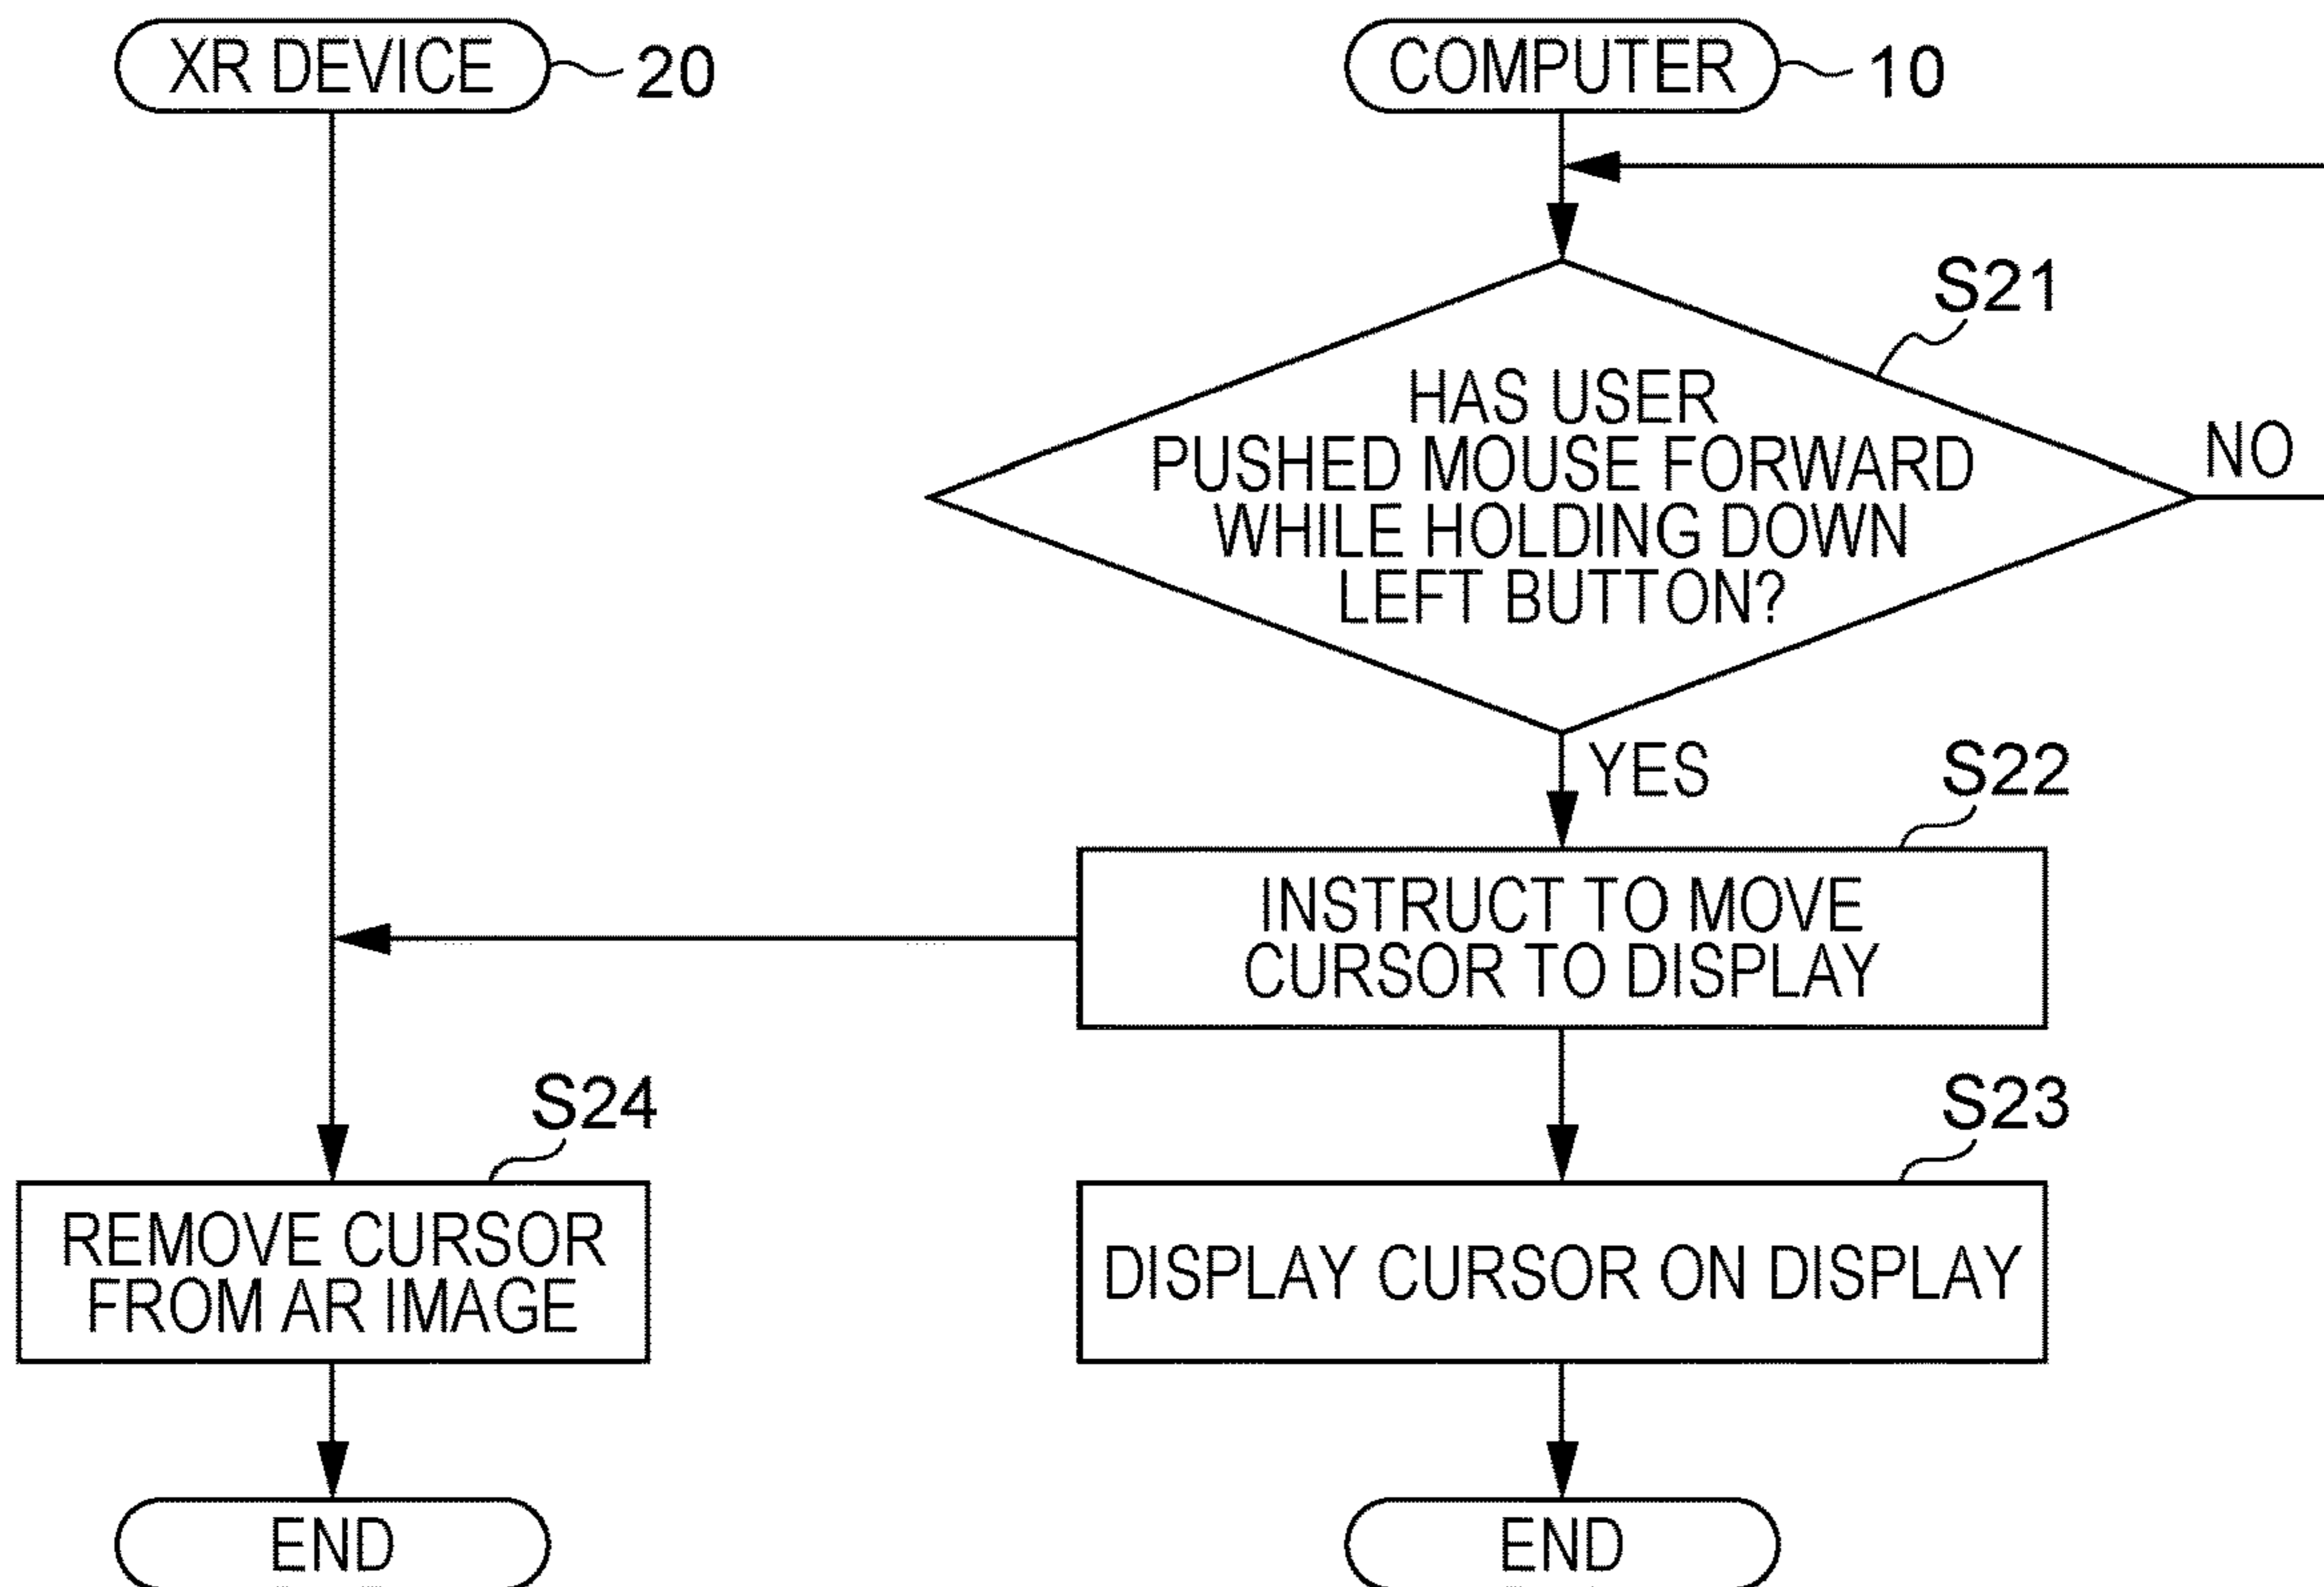 XR DEVICE
20
COMPUTER
10
S21
HAS USER
PUSHED MOUSE FORWARD
WHILE HOLDING DOWN
LEFT BUTTON?
NO
YES
S22
INSTRUCT TO MOVE
CURSOR TO DISPLAY
S24
REMOVE CURSOR
FROM AR IMAGE
S23
DISPLAY CURSOR ON DISPLAY
END
END